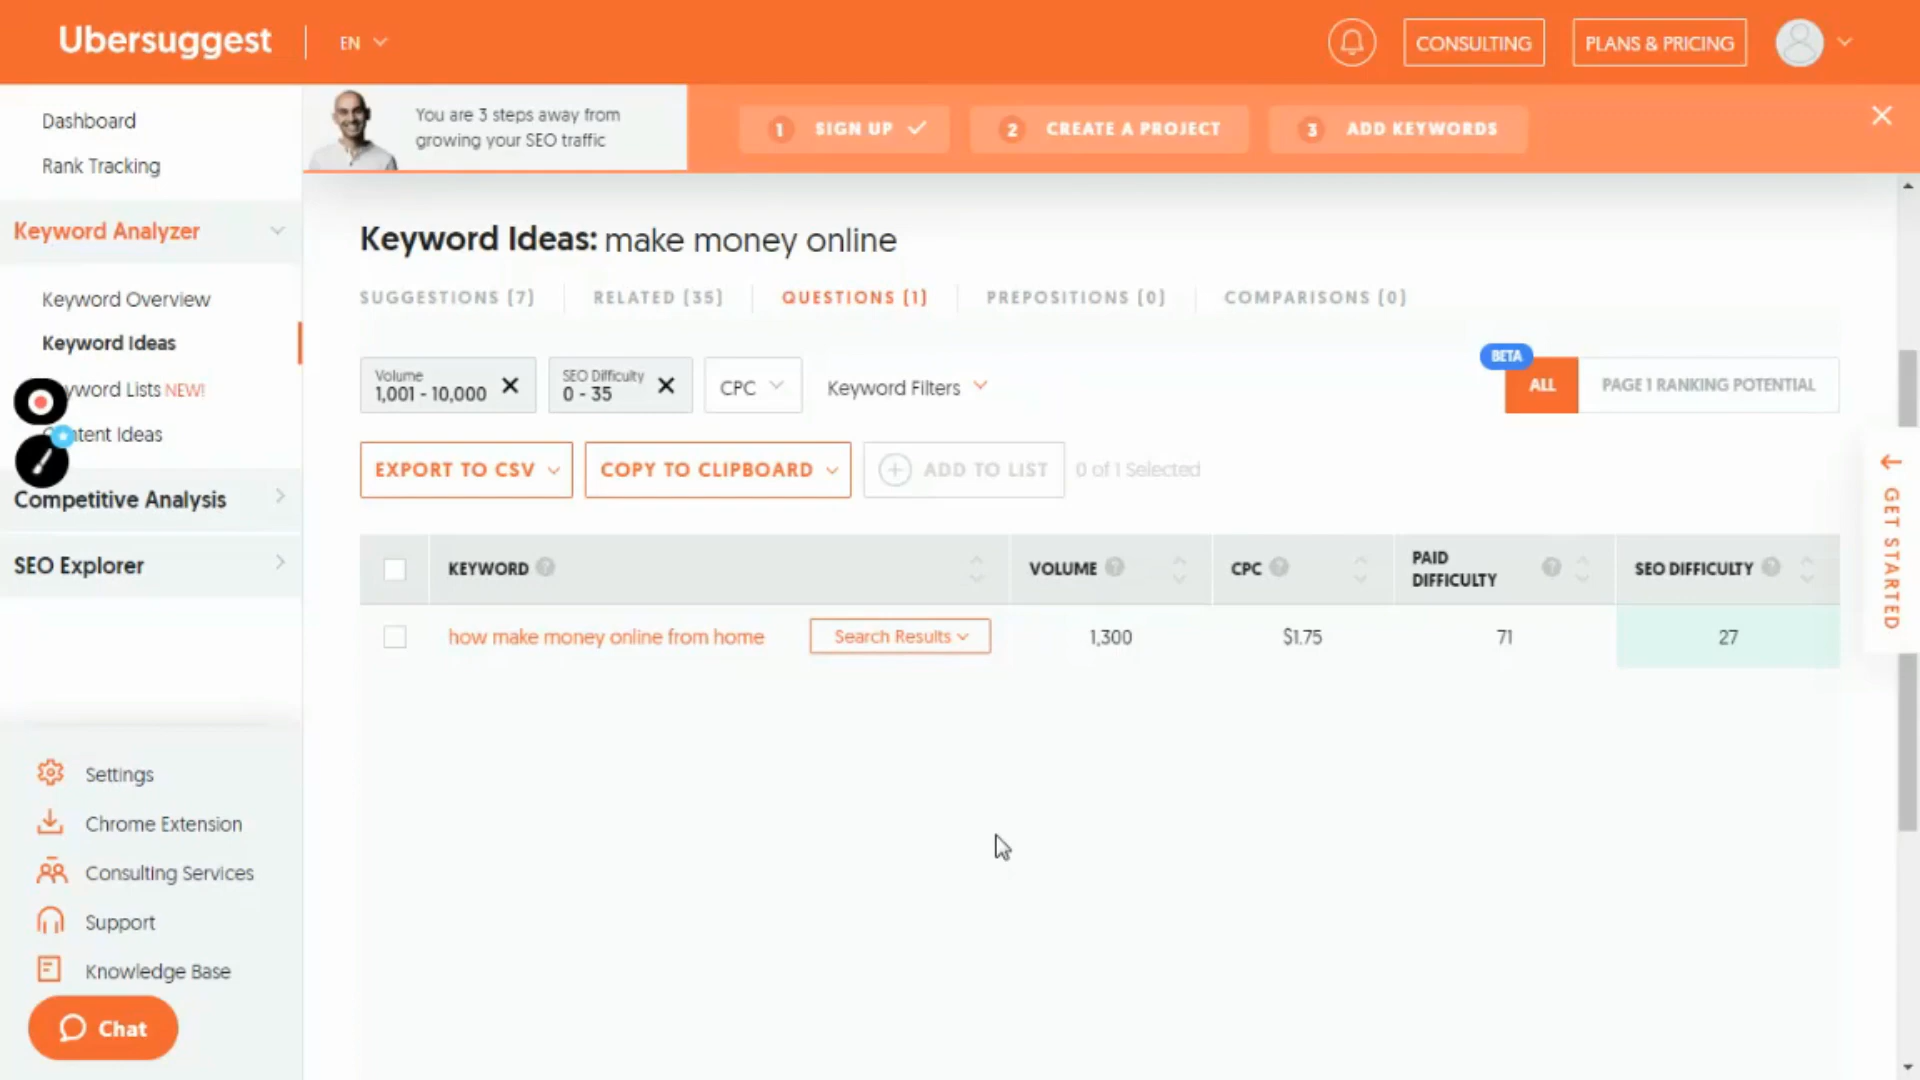 Ubersuggest
EN
CONSULTING
PLANS & PRICING
Dashboard
Rank Tracking
Keyword Analyzer
Keyword Overview
Keyword Ideas
yword Lists NEW!
tent Ideas
Competitive Analysis
SEO Explorer
Settings
Chrome Extension
Consulting Services
Support
Knowledge Base
Chat
You are 3 steps away from
growing your SEO traffic
1 SIGN UP
2 CREATE A PROJECT
3 ADD KEYWORDS
Keyword Ideas: make money online
SUGGESTIONS (7)
RELATED (35)
QUESTIONS (1)
PREPOSITIONS (0)
COMPARISONS (0)
Volume
1,001 - 10,000
SEO Difficulty
0 - 35
CPC
Keyword Filters
BETA
ALL
PAGE 1 RANKING POTENTIAL
EXPORT TO CSV
COPY TO CLIPBOARD
ADD TO LIST
0 of 1 Selected
KEYWORD ?
VOLUME ?
CPC ?
PAID
DIFFICULTY ?
SEO DIFFICULTY ?
how make money online from home
Search Results
1,300
$1.75
71
27
GET STARTED